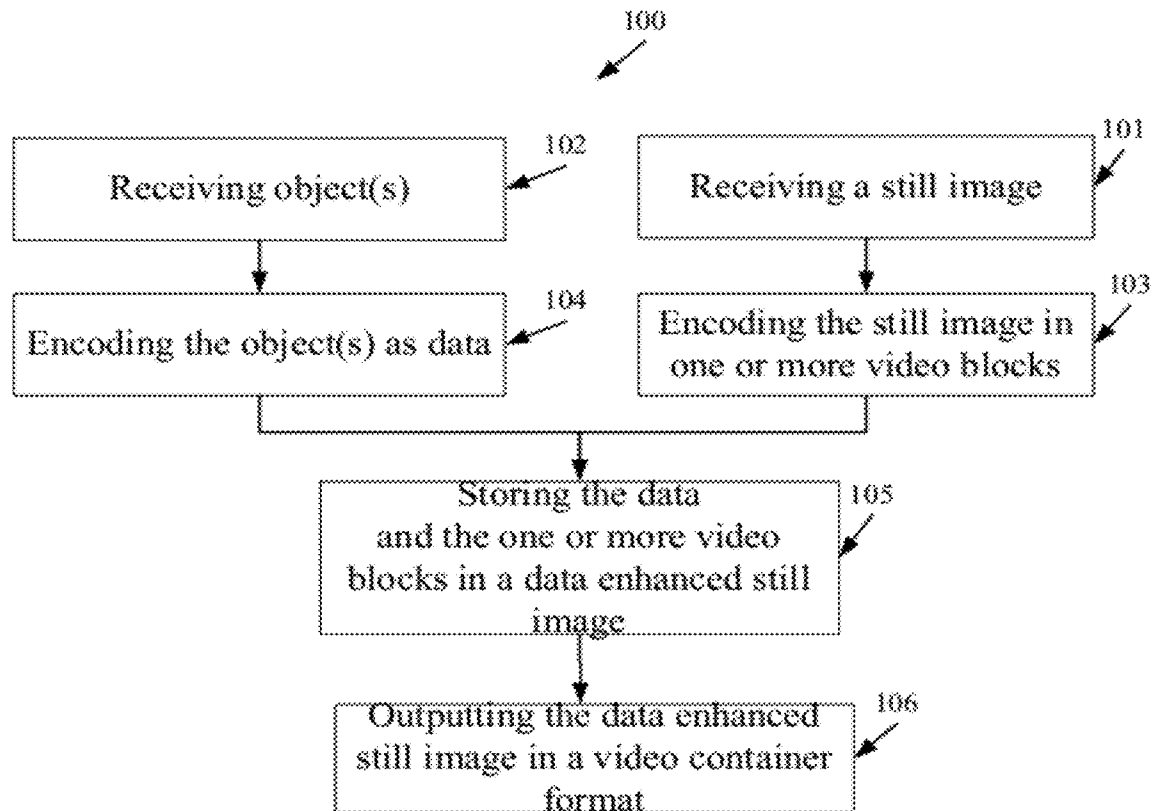 100
102
101
Receiving object(s)
Receiving a still image
104
103
Encoding the object(s) as data
Encoding the still image in
one or more video blocks
105
Storing the data
and the one or more video
blocks in a data enhanced still
image
106
Outputting the data enhanced
still image in a video container
format